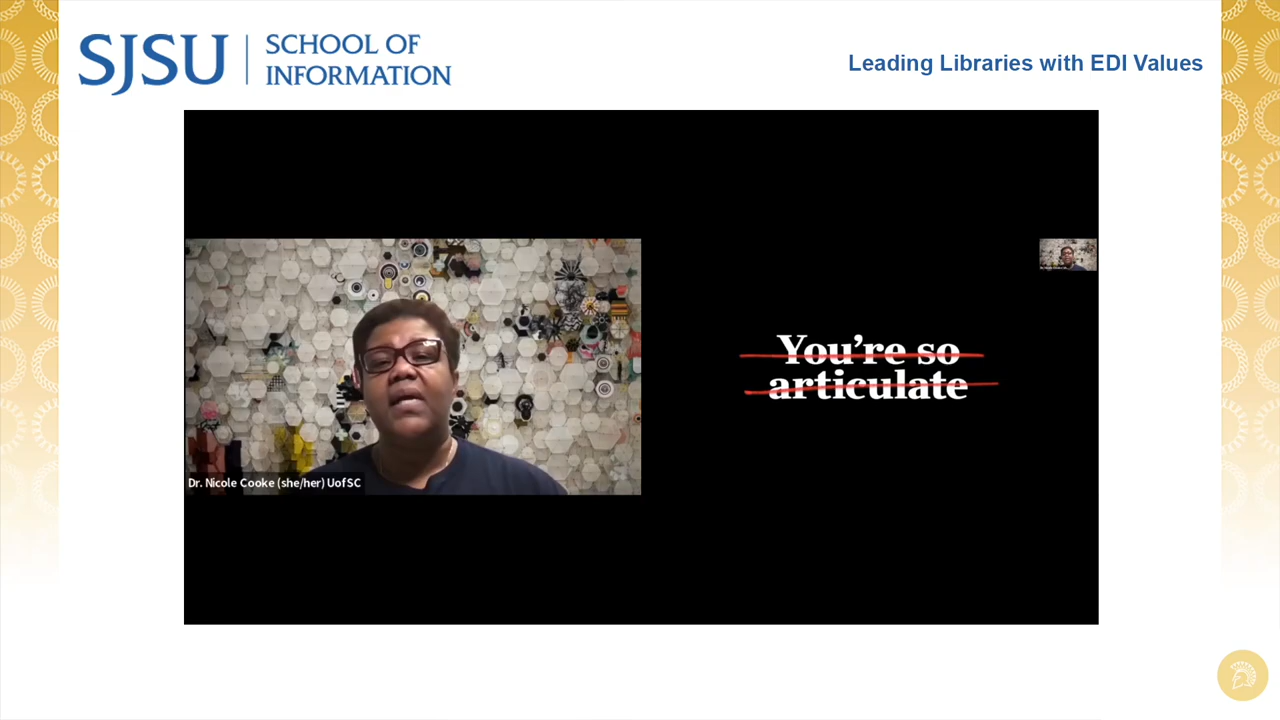 SJSU
SCHOOL OF
INFORMATION
Leading Libraries with EDI Values
You're so
articulate
Dr. Nicole Cooke (she/her) UofSC